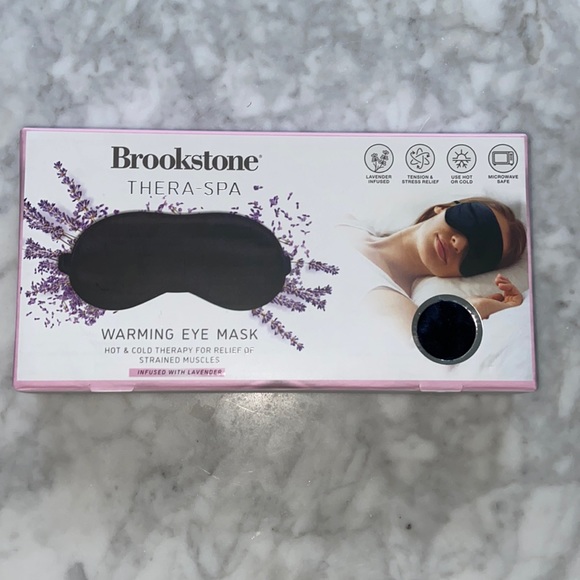 Brookstone®
THERA-SPA
WARMING EYE MASK
HOT & COLD THERAPY FOR RELIEF OF
STRAINED MUSCLES
INFUSED WITH LAVENDER
LAVENDER
INFUSED
TENSION &
STRESS RELIEF
USE HOT
OR COLD
MICROWAVE
SAFE